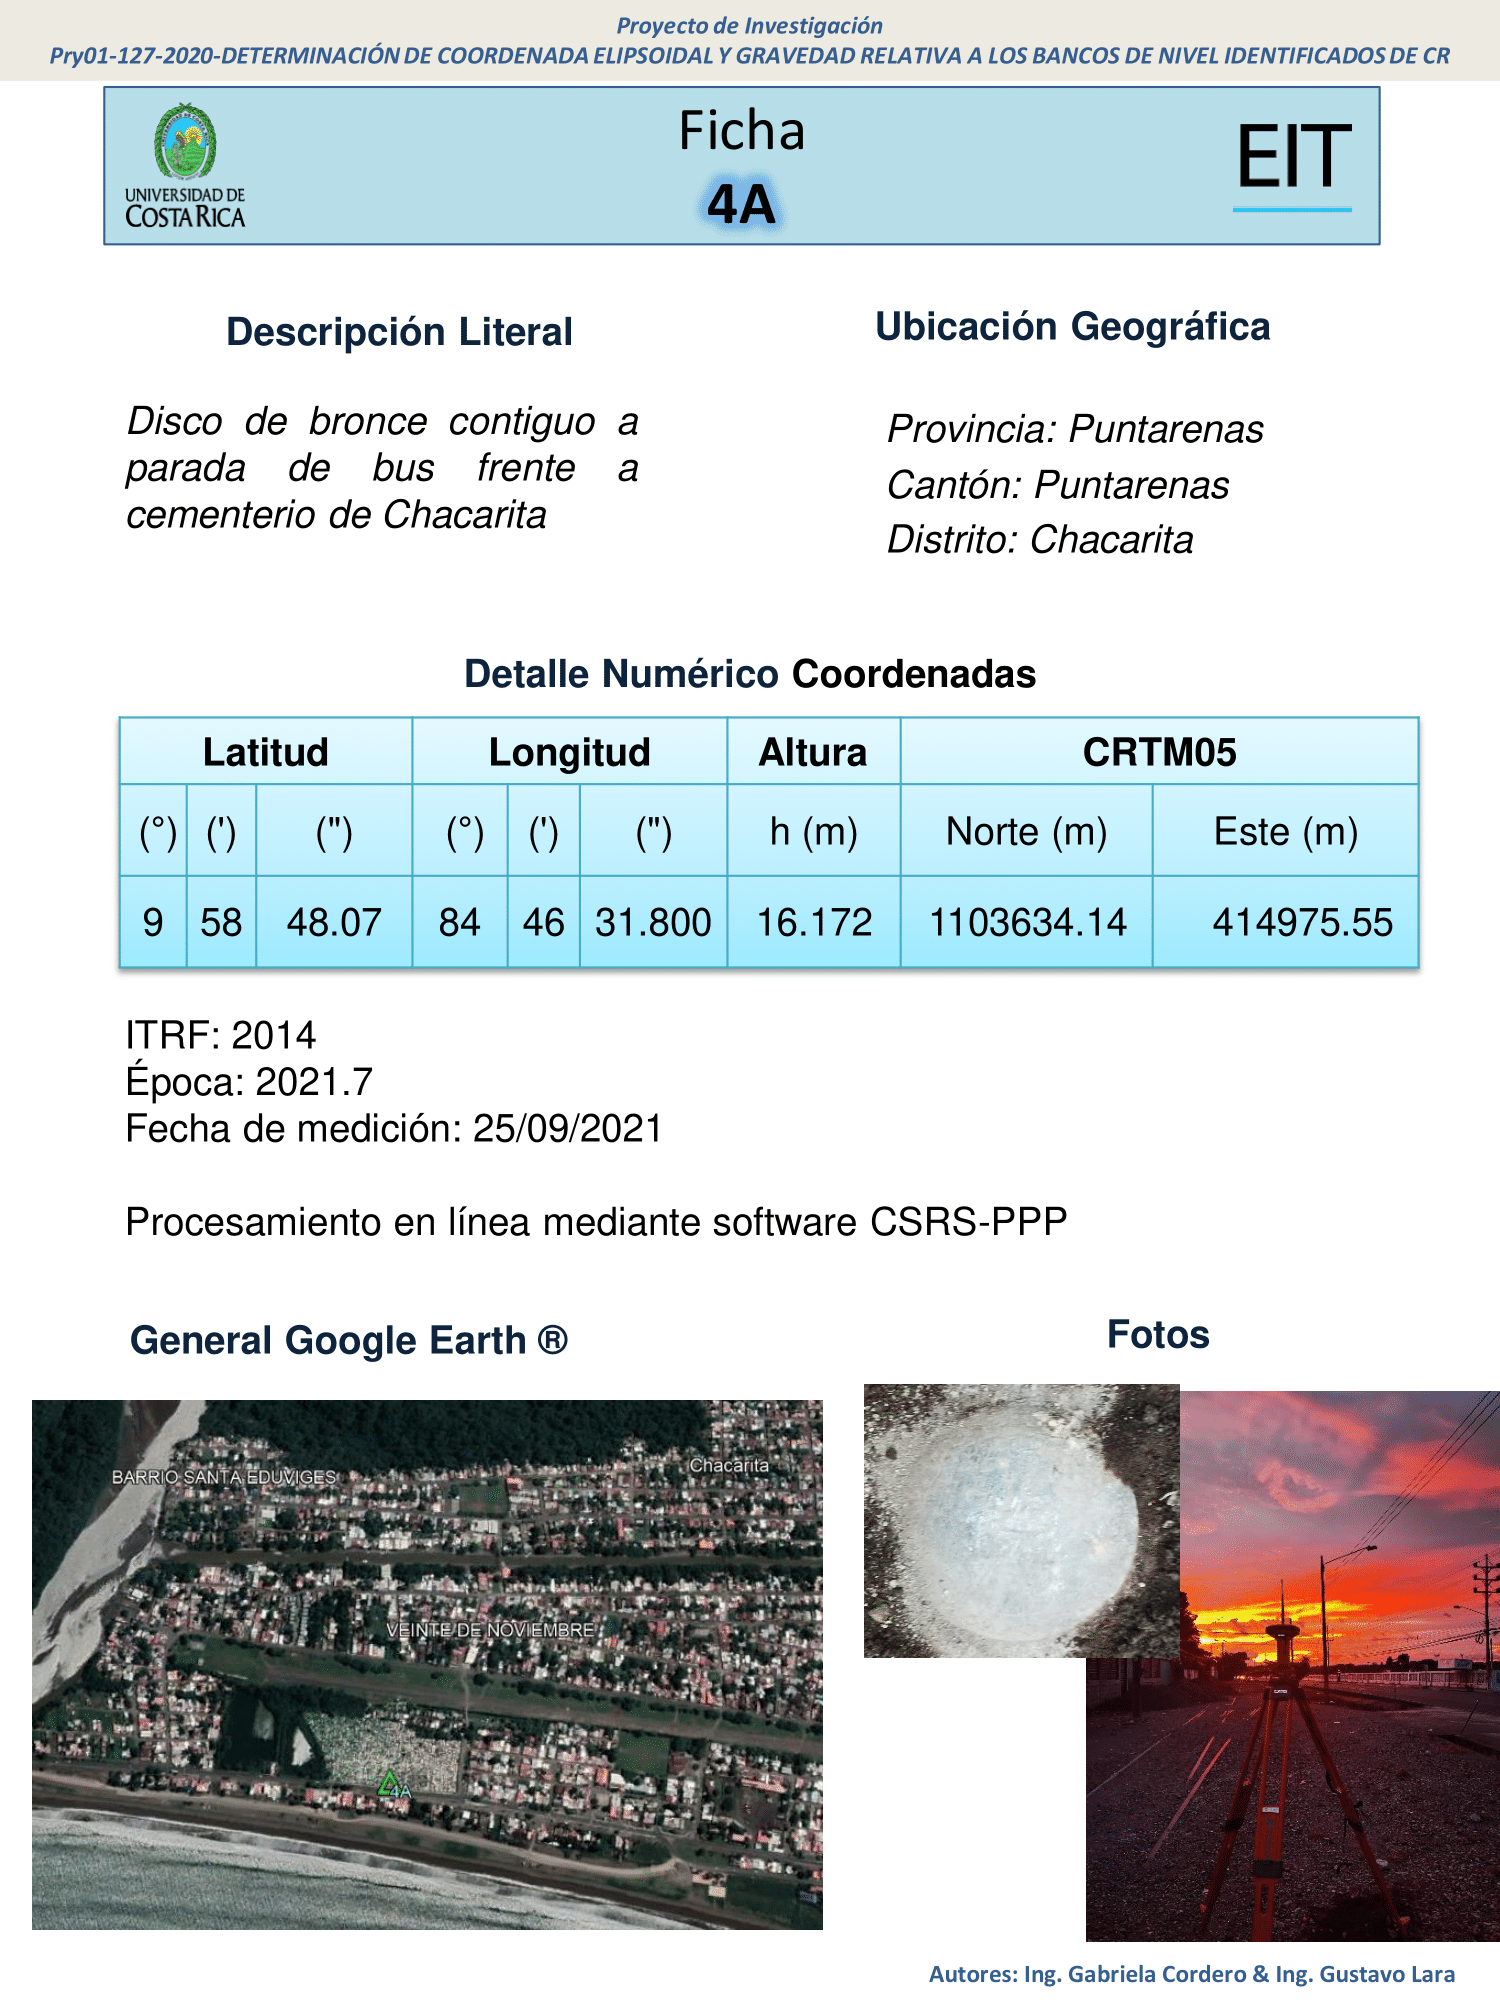 Proyecto de Investigación
Pry01-127-2020-DETERMINACIÓN DE COORDENADA ELIPSOIDAL Y GRAVEDAD RELATIVA A LOS BANCOS DE NIVEL IDENTIFICADOS DE CR
UNIVERSIDAD DE
COSTA RICA
Ficha
4A
EIT
Descripción Literal
Disco de bronce contiguo a
parada de bus frente a
cementerio de Chacarita
Ubicación Geográfica
Provincia: Puntarenas
Cantón: Puntarenas
Distrito: Chacarita
Detalle Numérico Coordenadas
Latitud Longitud Altura CRTM05
(°) (') (") (°) (') (") h (m) Norte (m) Este (m)
9 58 48.07 84 46 31.800 16.172 1103634.14 414975.55
ITRF: 2014
Época: 2021.7
Fecha de medición: 25/09/2021
Procesamiento en línea mediante software CSRS-PPP
General Google Earth ®
BARRIO SANTA EDUVIGES
Chacarita
VEINTE DE NOVIEMBRE
4A
Fotos
Autores: Ing. Gabriela Cordero & Ing. Gustavo Lara